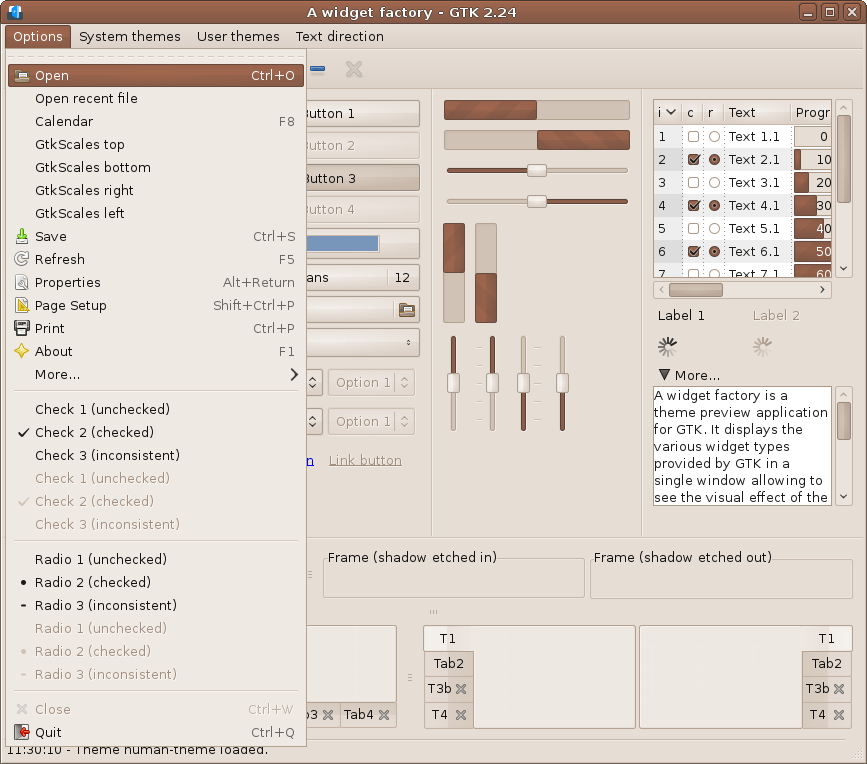 A widget factory - GTK 2.24
Options System themes User themes Text direction
Open Ctrl+O
Open recent file
Calendar F8
GtkScales top
GtkScales bottom
GtkScales right
GtkScales left
Save Ctrl+S
Refresh F5
Properties Alt+Return
Page Setup Shift+Ctrl+P
Print Ctrl+P
About F1
More...
Check 1 (unchecked)
Check 2 (checked)
Check 3 (inconsistent)
Check 1 (unchecked)
Check 2 (checked)
Check 3 (inconsistent)
Radio 1 (unchecked)
Radio 2 (checked)
Radio 3 (inconsistent)
Radio 1 (unchecked)
Radio 2 (checked)
Radio 3 (inconsistent)
Close Ctrl+W
Quit Ctrl+Q
utton 1
utton 2
utton 3
utton 4
ans 12
Option 1
Option 1
n Link button
i c r Text Progr
1 Text 1.1 0
2 Text 2.1 10
3 Text 3.1 20
4 Text 4.1 30
5 Text 5.1 40
6 Text 6.1 50
7 Text 7.1 60
Label 1 Label 2
More...
A widget factory is a
theme preview application
for GTK. It displays the
various widget types
provided by GTK in a
single window allowing to
see the visual effect of the
Frame (shadow etched in) Frame (shadow etched out)
b3 Tab4
T1
Tab2
T3b
T4
T1
Tab2
T3b
T4
11:30:10 - Theme human-theme loaded.